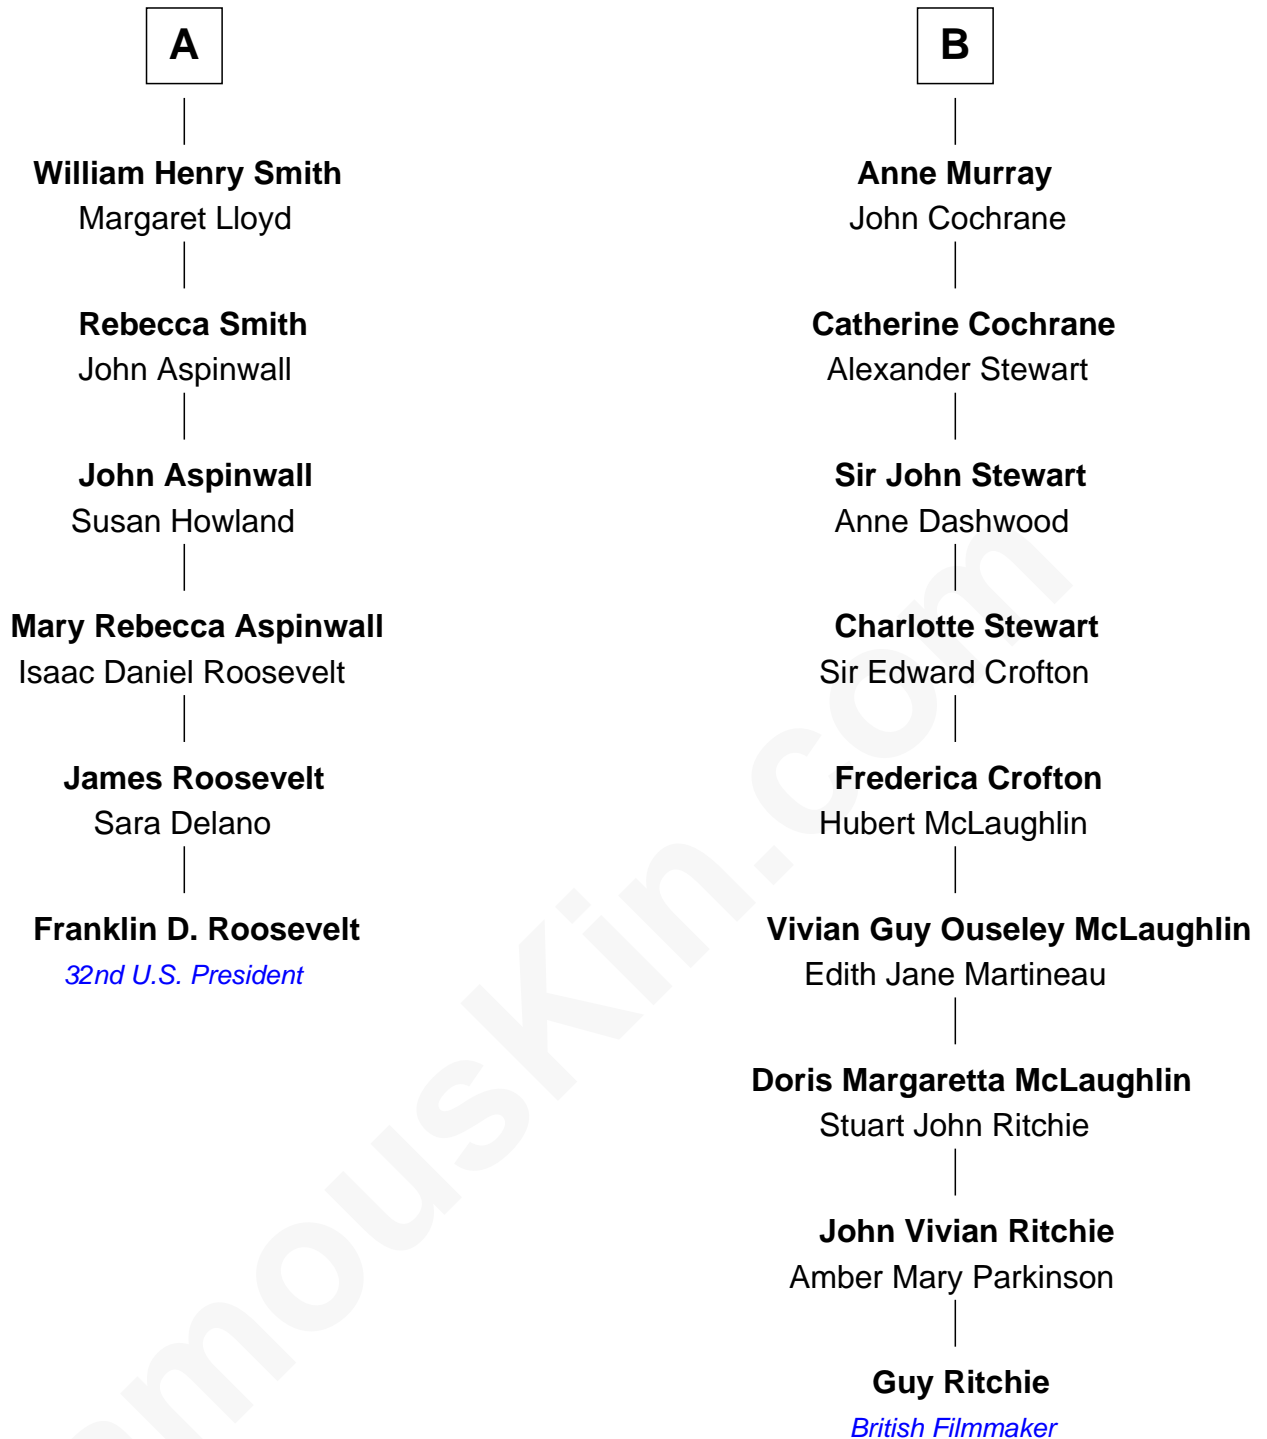 A
William Henry Smith
Margaret Lloyd
Rebecca Smith
John Aspinwall
John Aspinwall
Susan Howland
Mary Rebecca Aspinwall
Isaac Daniel Roosevelt
James Roosevelt
Sara Delano
Franklin D. Roosevelt
32nd U.S. President
B
Anne Murray
John Cochrane
Catherine Cochrane
Alexander Stewart
Sir John Stewart
Anne Dashwood
Charlotte Stewart
Sir Edward Crofton
Frederica Crofton
Hubert McLaughlin
Vivian Guy Ouseley McLaughlin
Edith Jane Martineau
Doris Margaretta McLaughlin
Stuart John Ritchie
John Vivian Ritchie
Amber Mary Parkinson
Guy Ritchie
British Filmmaker
mousKin.com